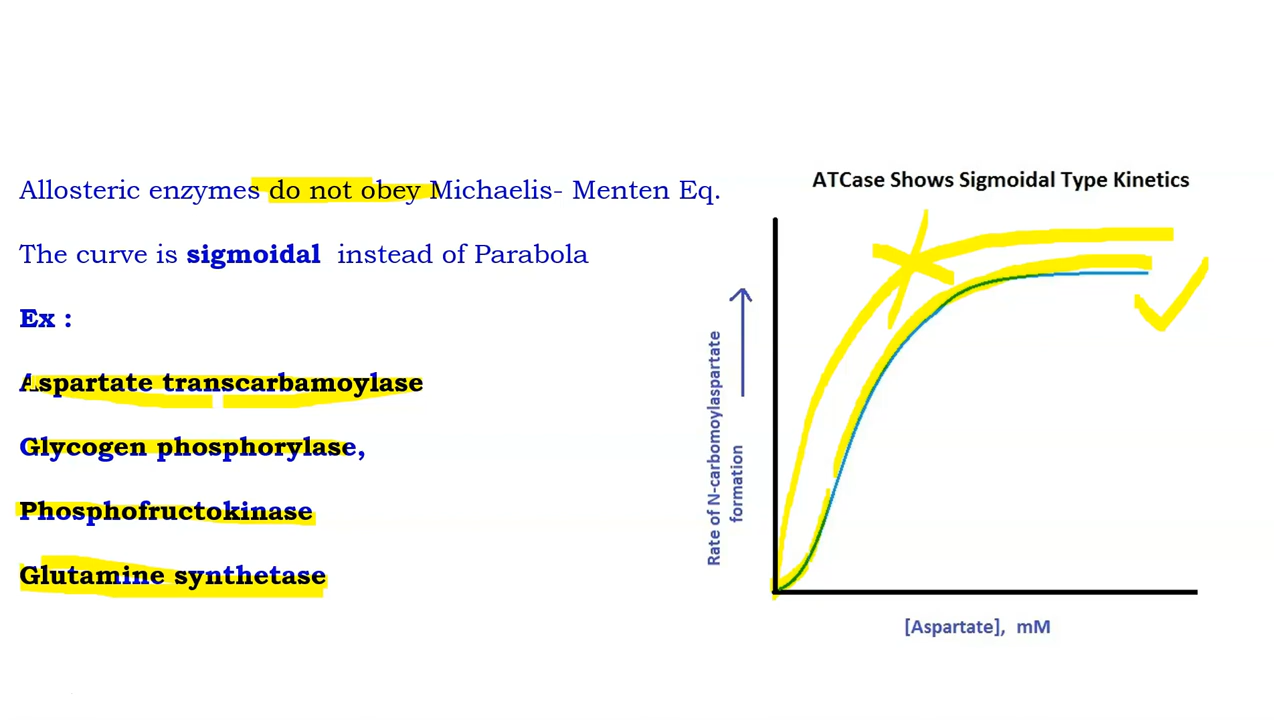 Allosteric enzymes do not obey Michaelis- Menten Eq.
The curve is sigmoidal instead of Parabola
Ex :
Aspartate transcarbamoylase
Glycogen phosphorylase,
Phosphofructokinase
Glutamine synthetase
ATCase Shows Sigmoidal Type Kinetics
Rate of N-carbomoylaspartate
formation
[Aspartate], mM